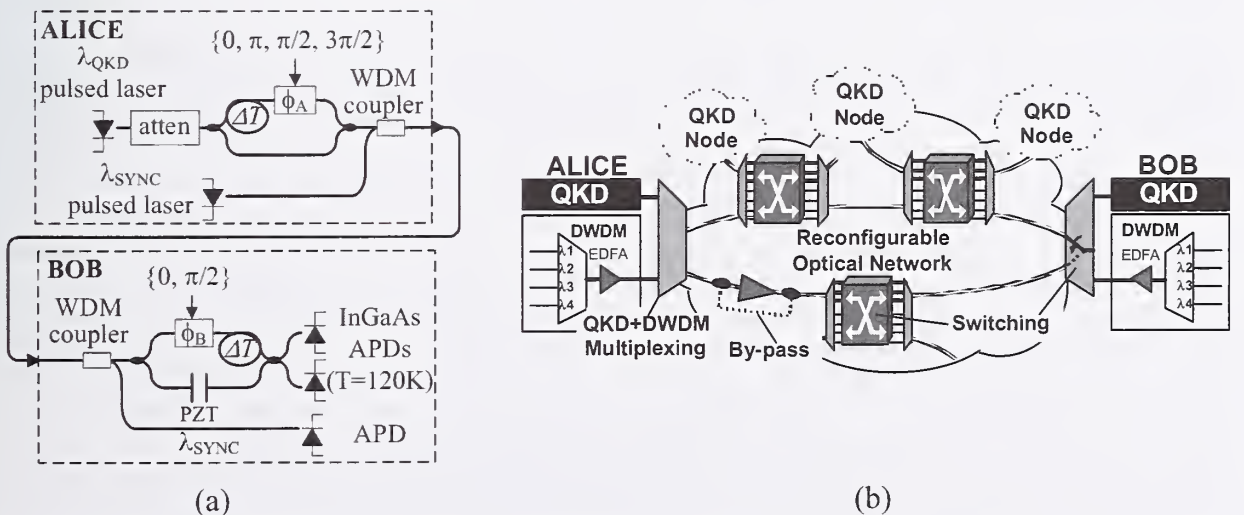 ALICE
λQKD
pulsed laser
{0, π, π/2, 3π/2}
WDM
coupler
atten
ΔT
ϕA
λSYNC
pulsed laser
BOB
{0, π/2}
WDM
coupler
ϕB
ΔT
InGaAs
APDs
(T=120K)
PZT
λSYNC
APD
(a)
QKD
Node
QKD
Node
QKD
Node
ALICE
QKD
BOB
QKD
DWDM
EDFA
λ1
λ2
λ3
λ4
Reconfigurable
Optical Network
DWDM
EDFA
λ1
λ2
λ3
λ4
QKD+DWDM
Multiplexing
By-pass
Switching
(b)